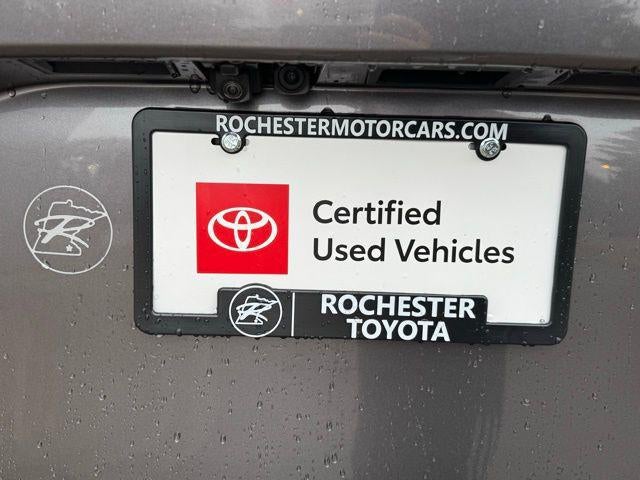 ROCHESTERMOTORCARS.COM
Certified
Used Vehicles
ROCHESTER
TOYOTA